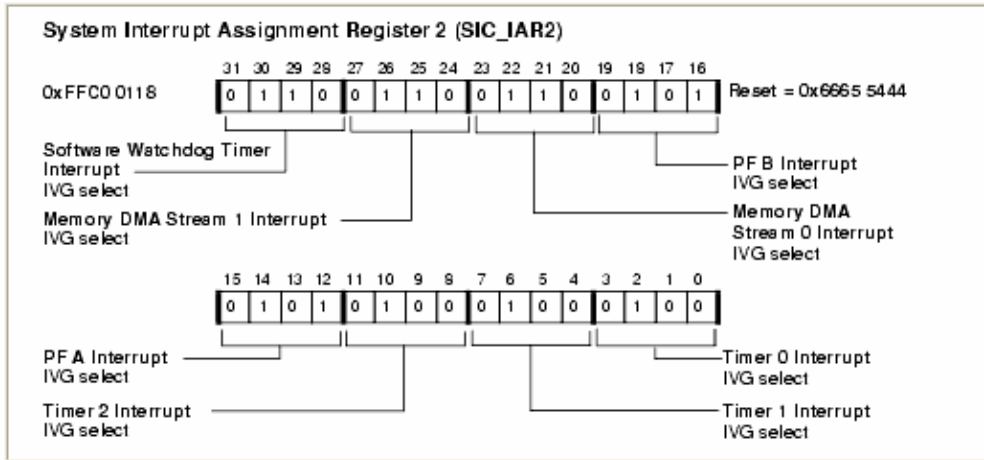 System Interrupt Assignment Register 2 (SIC_IAR2)
31 30 29 28 27 26 25 24 23 22 21 20 19 18 17 16
0xFFC0 0118 0 1 1 0 0 1 1 0 0 1 1 0 0 1 0 1 Reset = 0x6665 5444
Software Watchdog Timer
Interrupt
IVG select
Memory DMA Stream 1 Interrupt
IVG select
PF B Interrupt
IVG select
Memory DMA
Stream 0 Interrupt
IVG select
15 14 13 12 11 10 9 8 7 6 5 4 3 2 1 0
0 1 0 1 0 1 0 0 0 1 0 0 0 1 0 0
PF A Interrupt
IVG select
Timer 2 Interrupt
IVG select
Timer 0 Interrupt
IVG select
Timer 1 Interrupt
IVG select